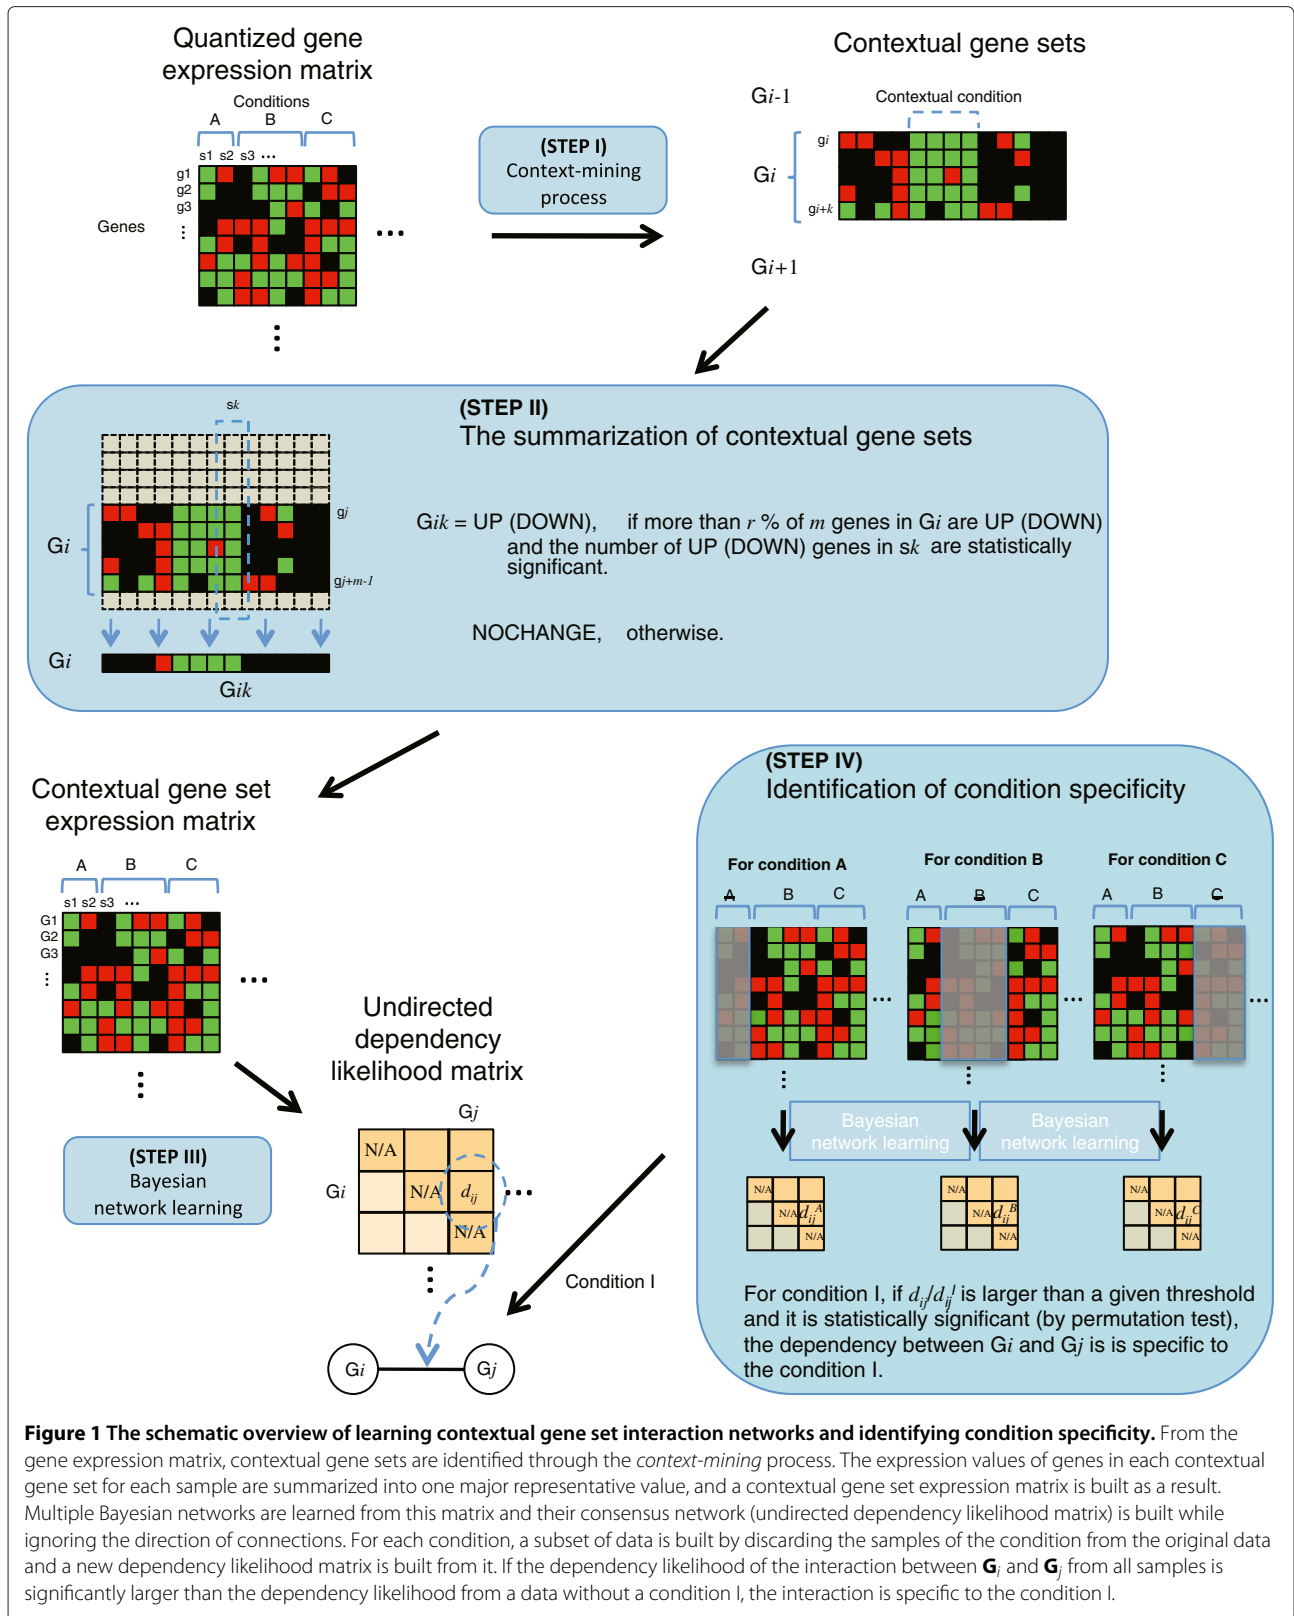 Quantized gene
expression matrix
Conditions
A B C
s1 s2 s3 ...
g1
g2
g3
Genes ⋮
...
⋮
(STEP I)
Context-mining
process
Contextual gene sets
Gi-1
Contextual condition
gi
Gi
gi+k
Gi+1
(STEP II)
The summarization of contextual gene sets
sk
gj
Gi
gj+m-1
Gi
Gik
Gik = UP (DOWN), if more than r % of m genes in Gi are UP (DOWN)
and the number of UP (DOWN) genes in sk are statistically
significant.
NOCHANGE, otherwise.
Contextual gene set
expression matrix
A B C
s1 s2 s3 ...
G1
G2
G3
⋮
...
⋮
(STEP III)
Bayesian
network learning
Undirected
dependency
likelihood matrix
Gj
N/A
Gi N/A dij ...
N/A
⋮
Condition I
Gi Gj
(STEP IV)
Identification of condition specificity
For condition A For condition B For condition C
A B C A B C A B C
... ... ...
⋮ ⋮ ⋮
Bayesian Bayesian
network learning network learning
N/A N/A N/A
N/A dijA N/A dijB N/A dijC
N/A N/A N/A
For condition I, if dij/dijI is larger than a given threshold
and it is statistically significant (by permutation test),
the dependency between Gi and Gj is is specific to
the condition I.
Figure 1 The schematic overview of learning contextual gene set interaction networks and identifying condition specificity. From the
gene expression matrix, contextual gene sets are identified through the context-mining process. The expression values of genes in each contextual
gene set for each sample are summarized into one major representative value, and a contextual gene set expression matrix is built as a result.
Multiple Bayesian networks are learned from this matrix and their consensus network (undirected dependency likelihood matrix) is built while
ignoring the direction of connections. For each condition, a subset of data is built by discarding the samples of the condition from the original data
and a new dependency likelihood matrix is built from it. If the dependency likelihood of the interaction between Gi and Gj from all samples is
significantly larger than the dependency likelihood from a data without a condition I, the interaction is specific to the condition I.